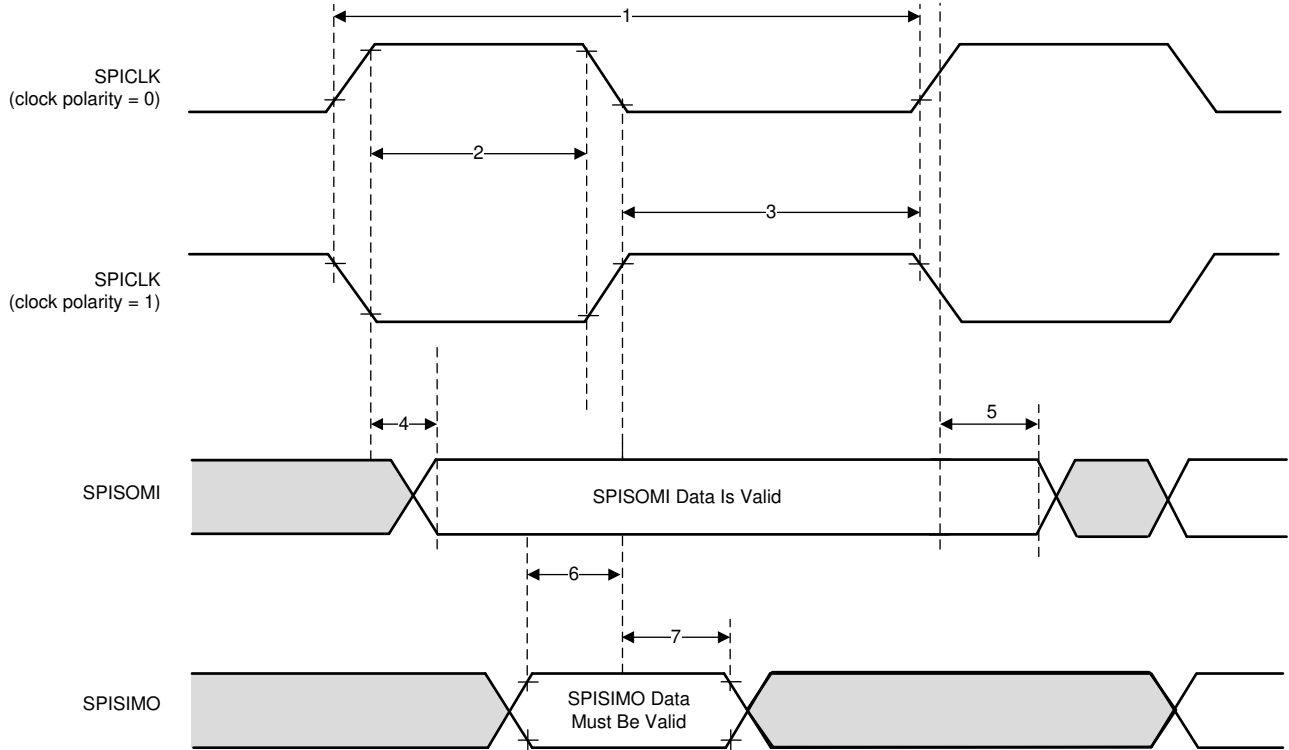 1
SPICLK
(clock polarity = 0)
2
3
SPICLK
(clock polarity = 1)
4
5
SPISOMI
SPISOMI Data Is Valid
6
7
SPISIMO
SPISIMO Data
Must Be Valid